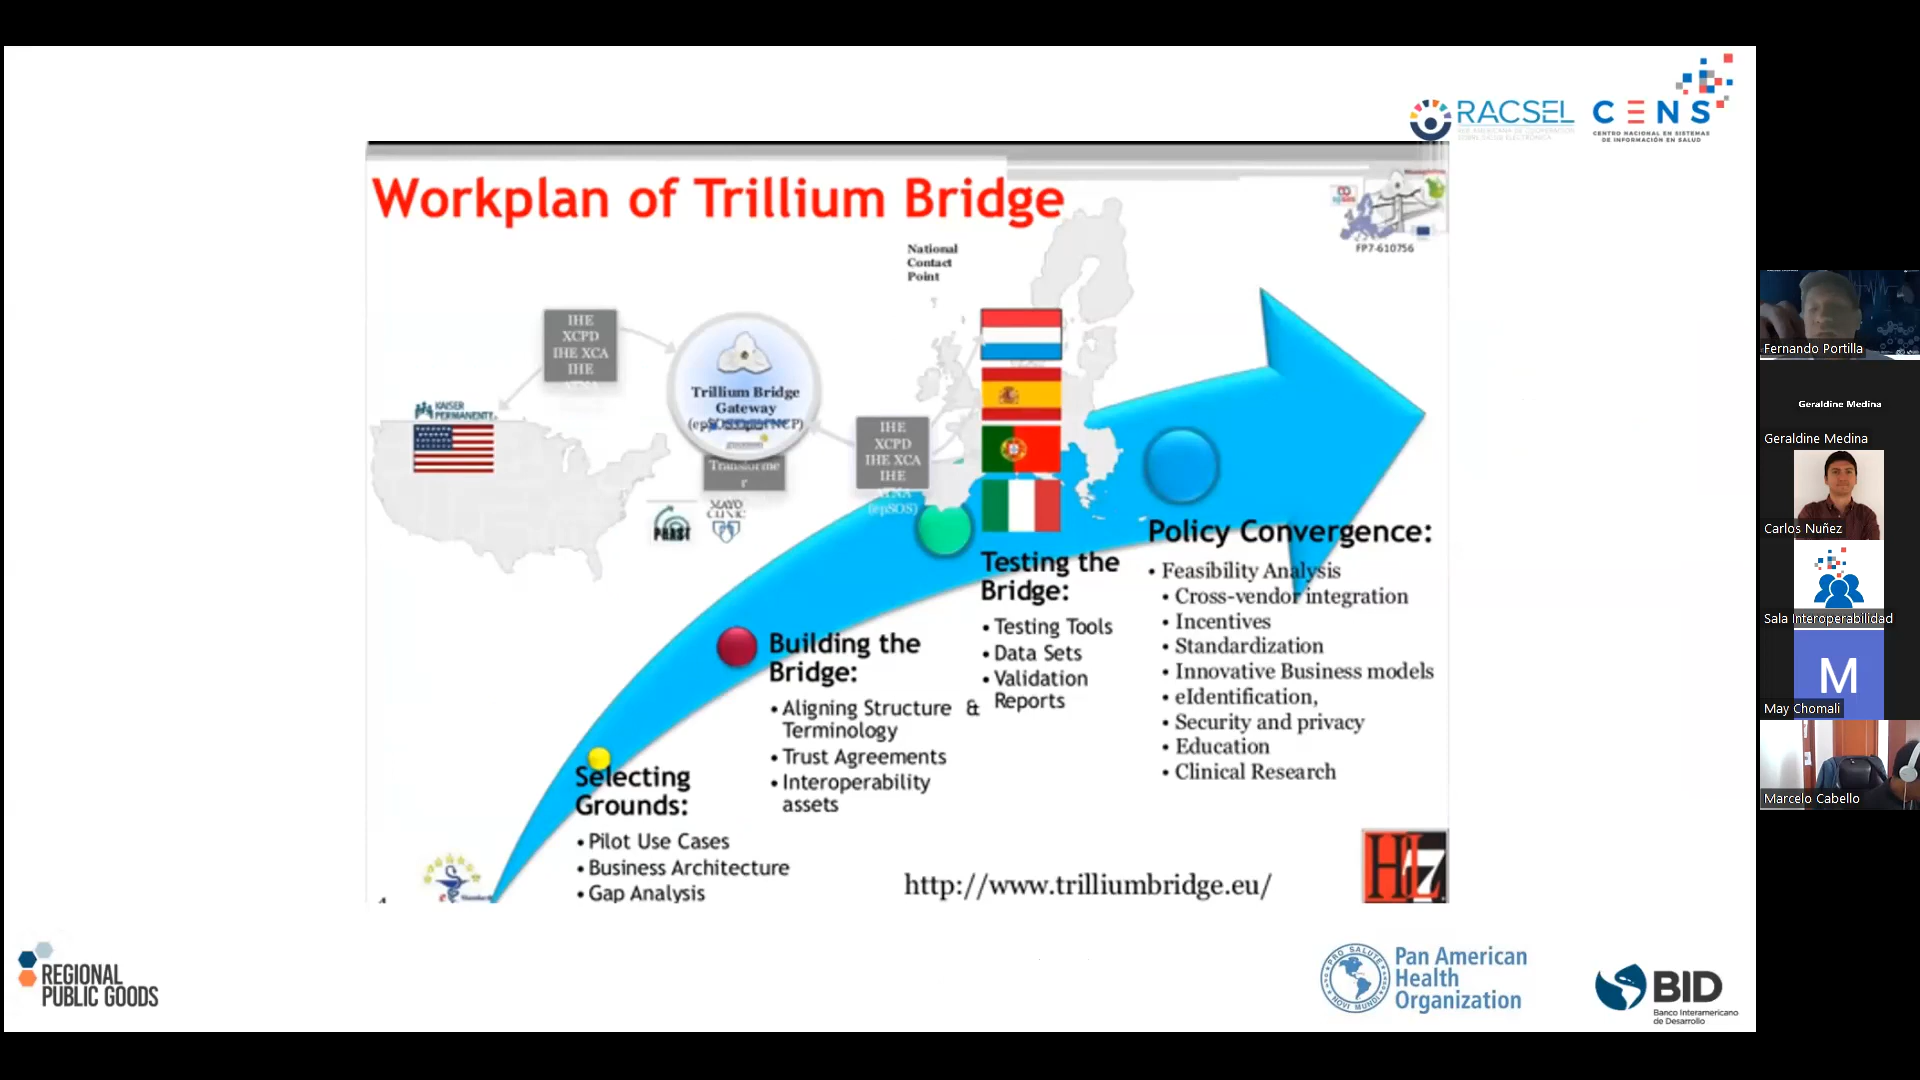 RACSEL
CENS
CENTRO NACIONAL EN SISTEMAS
DE INFORMACIÓN EN SALUD
Workplan of Trillium Bridge
FP7-610756
National
Contact
Point
IHE
XCPD
IHE XCA
IHE
KAISER
PERMANENTE
Trillium Bridge
Gateway
Transforme
r
IHE
XCPD
IHE XCA
IHE
(epSOS)
PHAST
MAYO
CLINIC
Selecting
Grounds:
• Pilot Use Cases
• Business Architecture
• Gap Analysis
Building the
Bridge:
• Aligning Structure &
Terminology
• Trust Agreements
• Interoperability
assets
Testing the
Bridge:
• Testing Tools
• Data Sets
• Validation
Reports
Policy Convergence:
• Feasibility Analysis
• Cross-vendor integration
• Incentives
• Standardization
• Innovative Business models
• eIdentification,
• Security and privacy
• Education
• Clinical Research
http://www.trilliumbridge.eu/
HL7
REGIONAL
PUBLIC GOODS
PRO SALUTE
NOVI MUNDI
Pan American
Health
Organization
BID
Banco Interamericano
de Desarrollo
Fernando Portilla
Geraldine Medina
Geraldine Medina
Carlos Nuñez
Sala Interoperabilidad
M
May Chomali
Marcelo Cabello